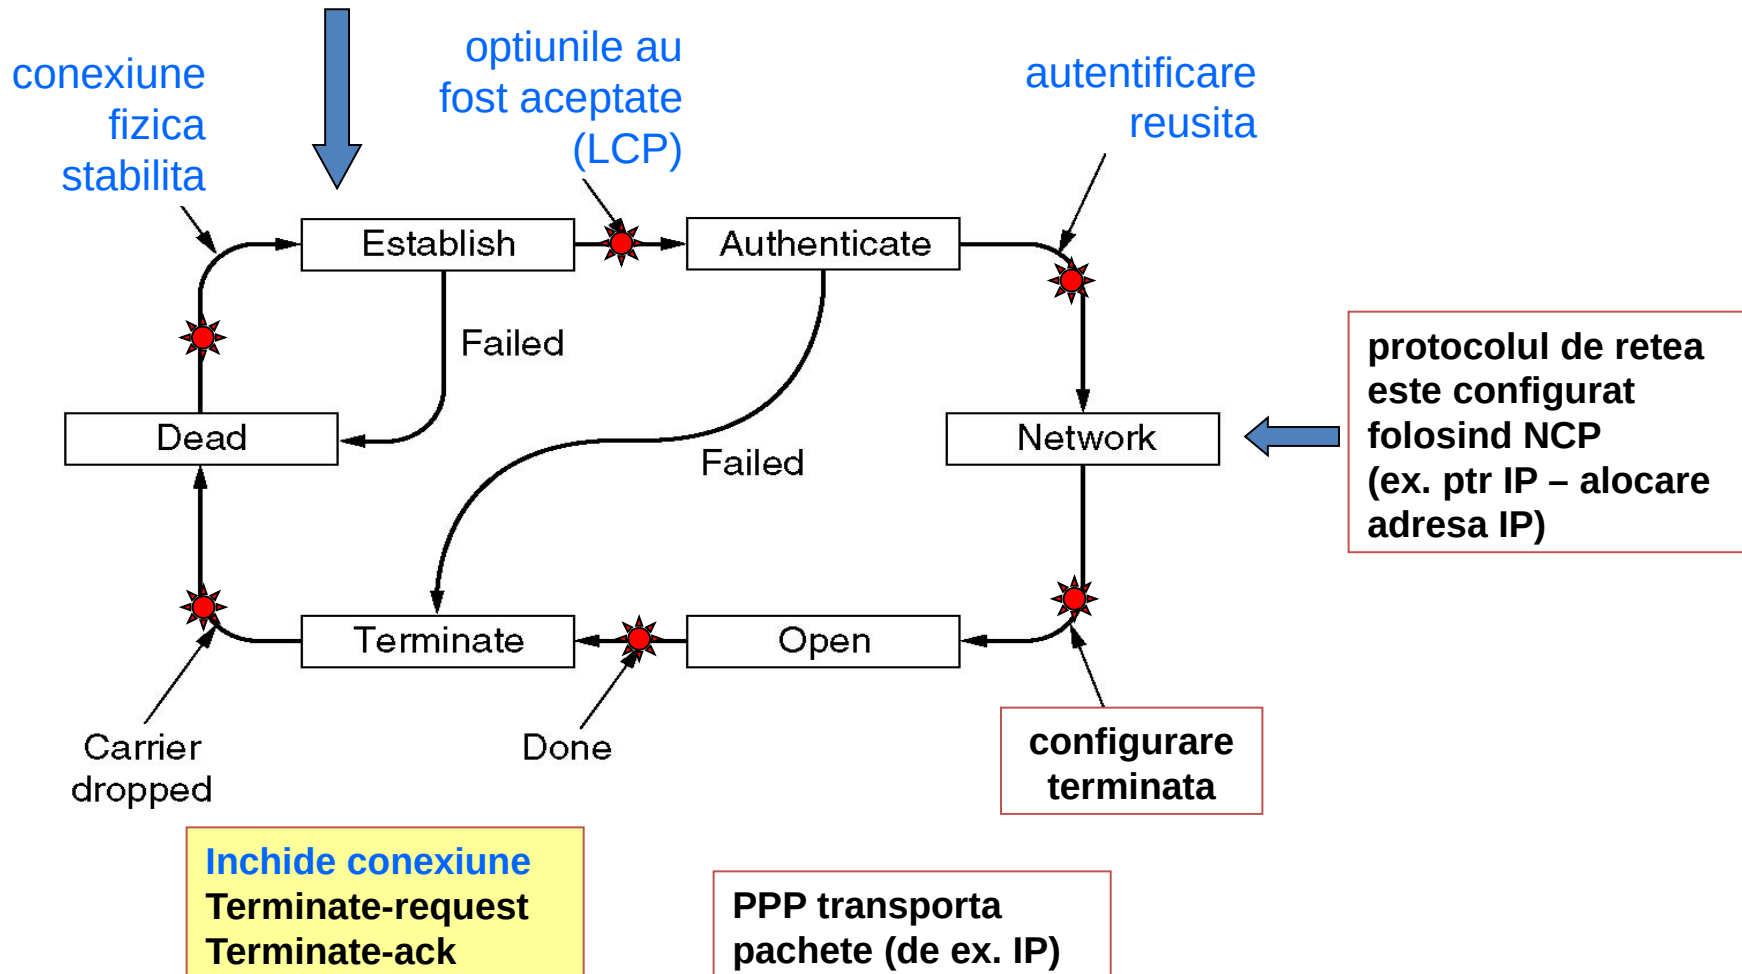 conexiune
fizica
stabilita
optiunile au
fost aceptate
(LCP)
autentificare
reusita
Establish
Authenticate
Failed
Dead
Failed
Network
protocolul de retea
este configurat
folosind NCP
(ex. ptr IP – alocare
adresa IP)
Terminate
Open
Carrier
dropped
Done
configurare
terminata
Inchide conexiune
Terminate-request
Terminate-ack
PPP transporta
pachete (de ex. IP)